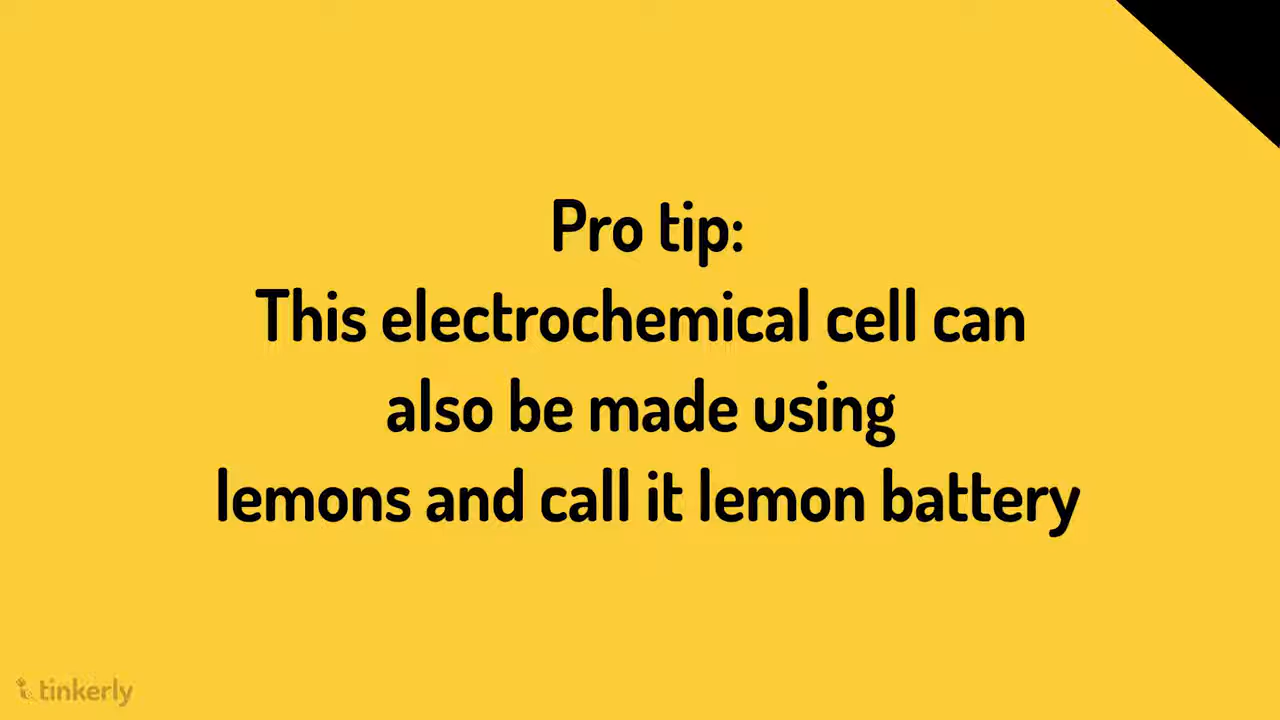 Pro tip:
This electrochemical cell can
also be made using
lemons and call it lemon battery
tinkerly